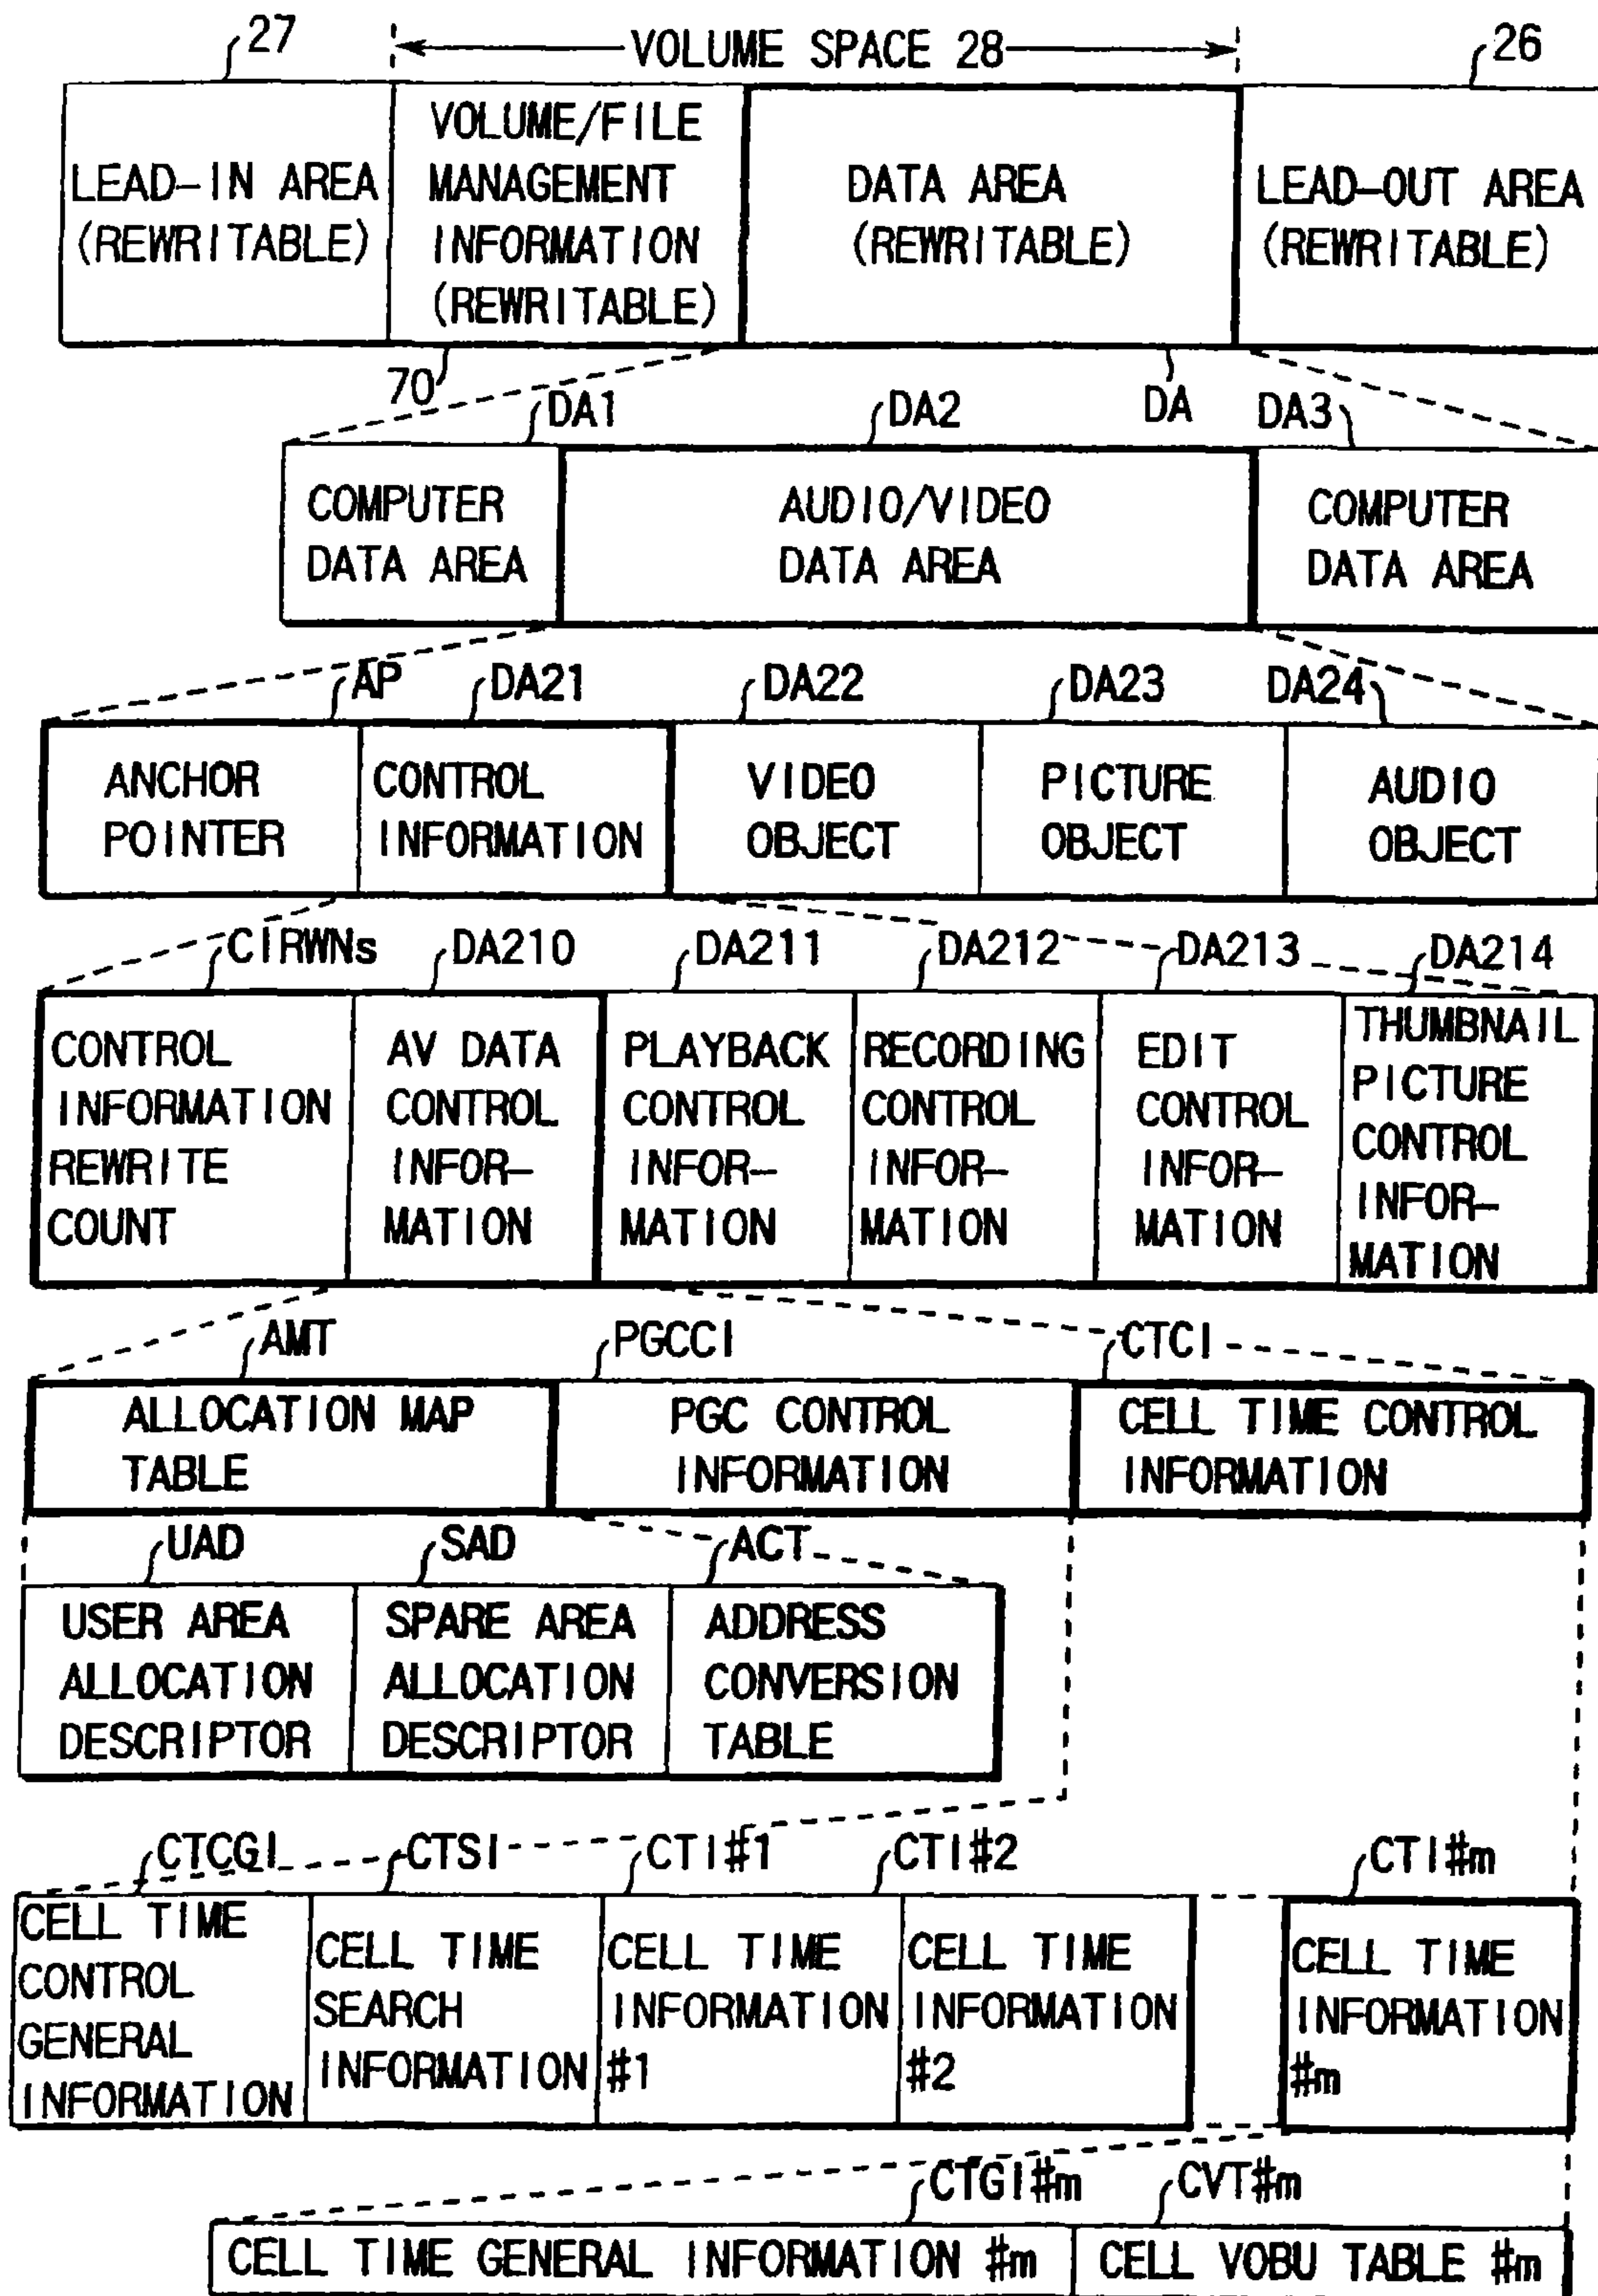 27
VOLUME SPACE 28
26
LEAD-IN AREA
(REWRITABLE)
VOLUME/FILE
MANAGEMENT
INFORMATION
(REWRITABLE)
DATA AREA
(REWRITABLE)
LEAD-OUT AREA
(REWRITABLE)
70
DA
DA1
DA2
DA3
COMPUTER
DATA AREA
AUDIO/VIDEO
DATA AREA
COMPUTER
DATA AREA
AP
DA21
DA22
DA23
DA24
ANCHOR
POINTER
CONTROL
INFORMATION
VIDEO
OBJECT
PICTURE
OBJECT
AUDIO
OBJECT
CIRWNs
DA210
DA211
DA212
DA213
DA214
CONTROL
INFORMATION
REWRITE
COUNT
AV DATA
CONTROL
INFOR-
MATION
PLAYBACK
CONTROL
INFOR-
MATION
RECORDING
CONTROL
INFOR-
MATION
EDIT
CONTROL
INFOR-
MATION
THUMBNAIL
PICTURE
CONTROL
INFOR-
MATION
AMT
PGCCI
CTCI
ALLOCATION MAP
TABLE
PGC CONTROL
INFORMATION
CELL TIME CONTROL
INFORMATION
UAD
SAD
ACT
USER AREA
ALLOCATION
DESCRIPTOR
SPARE AREA
ALLOCATION
DESCRIPTOR
ADDRESS
CONVERSION
TABLE
CTCGI
CTSI
CTI#1
CTI#2
CTI#m
CELL TIME
CONTROL
GENERAL
INFORMATION
CELL TIME
SEARCH
INFORMATION
CELL TIME
INFORMATION
#1
CELL TIME
INFORMATION
#2
CELL TIME
INFORMATION
#m
CTGI#m
CVT#m
CELL TIME GENERAL INFORMATION #m
CELL VOBU TABLE #m